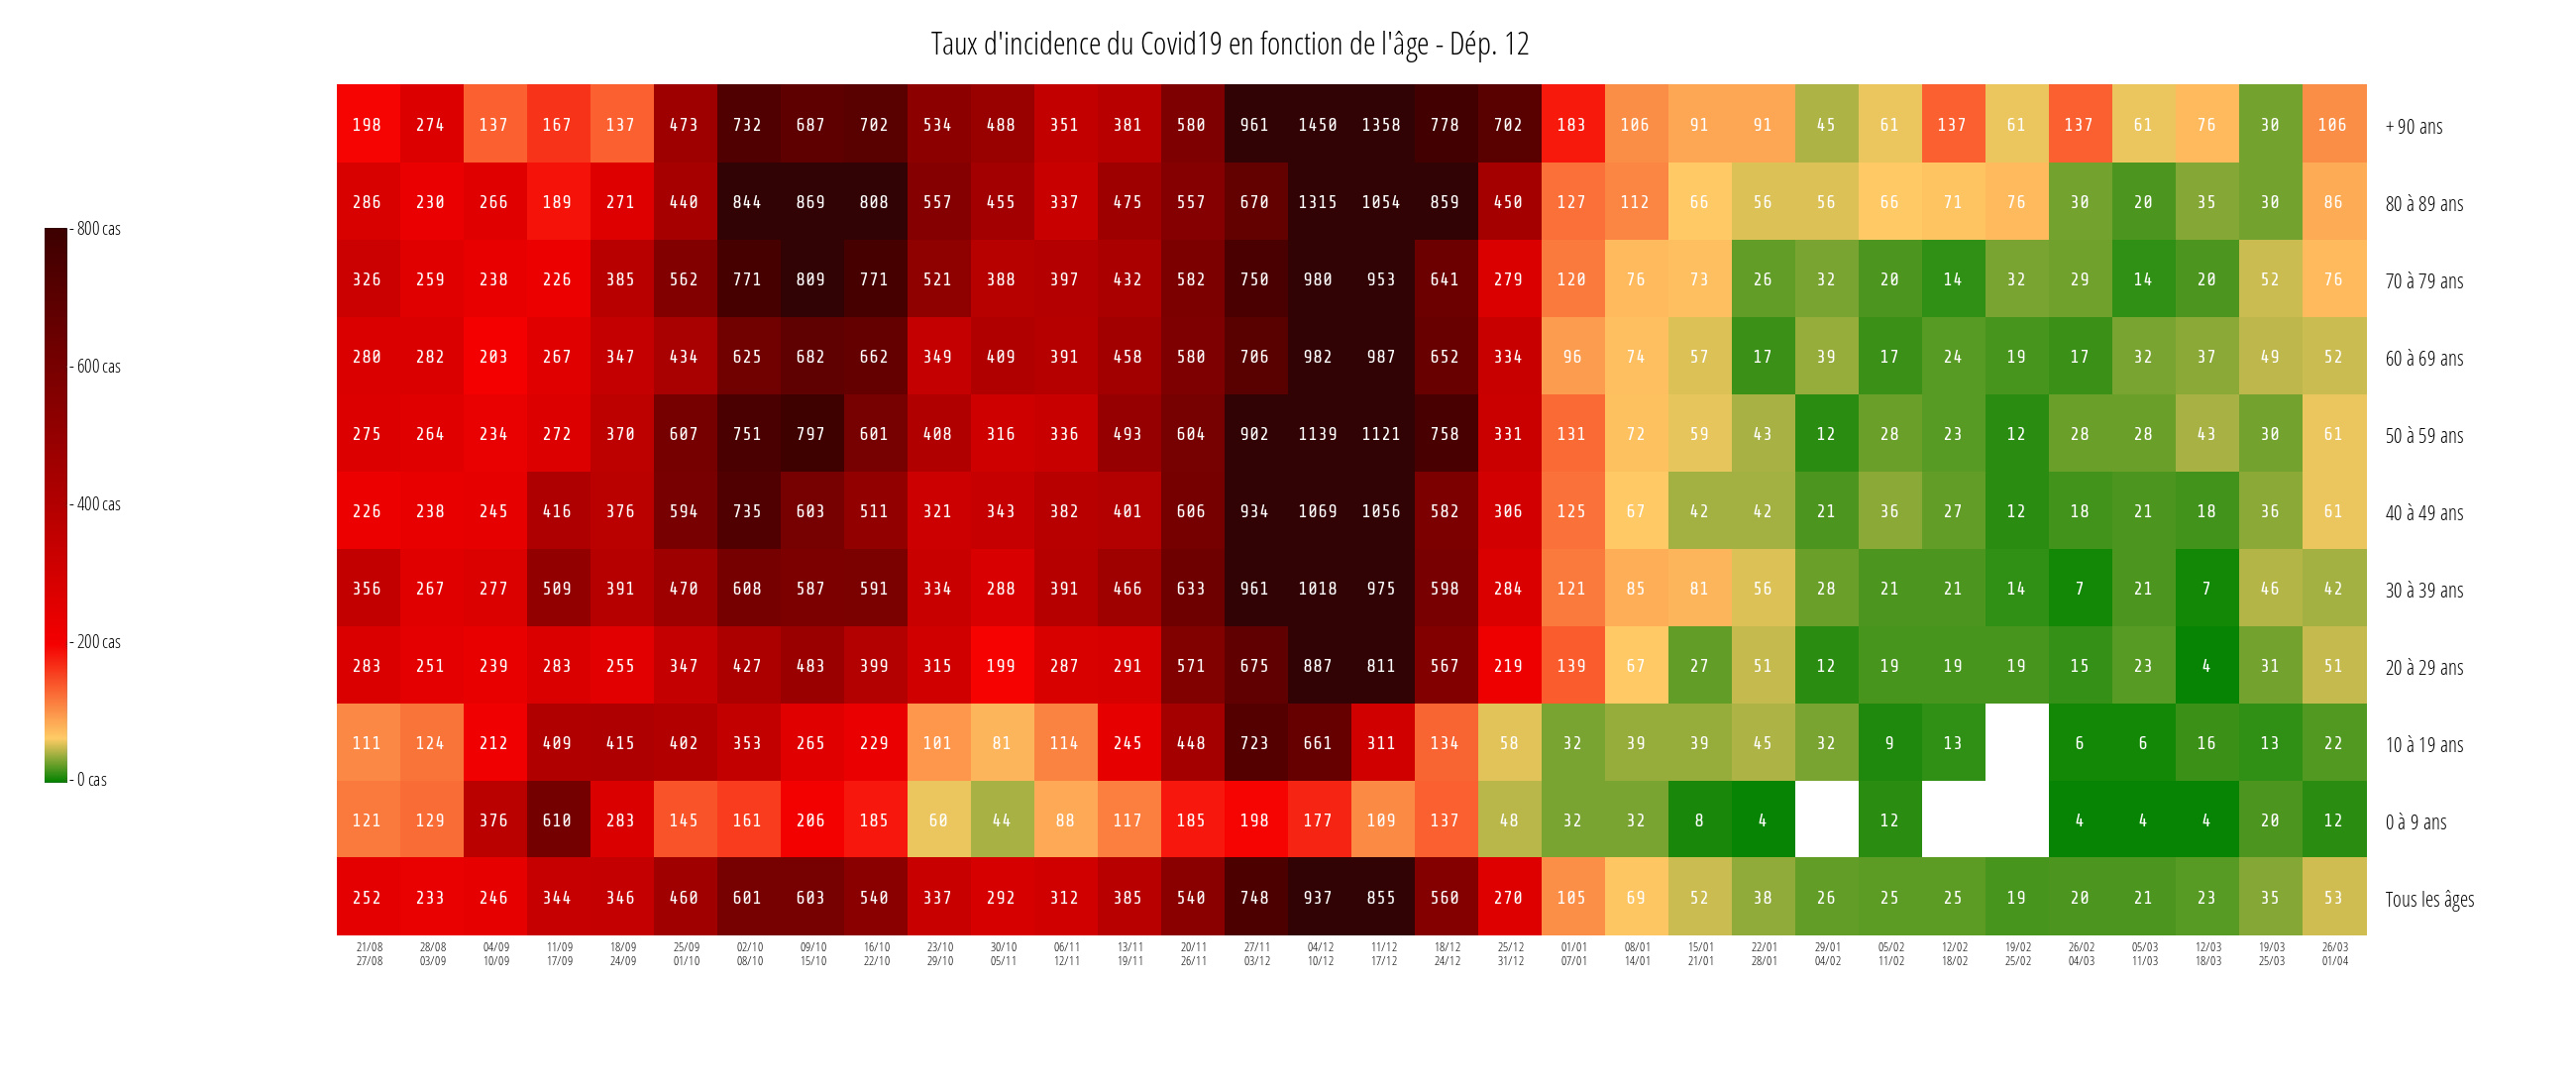 Taux d'incidence du Covid19 en fonction de l'âge - Dép. 12
- 800 cas
- 600 cas
- 400 cas
- 200 cas
- 0 cas
198 274 137 167 137 473 732 687 702 534 488 351 381 580 961 1450 1358 778 702 183 106 91 91 45 61 137 61 137 61 76 30 106 + 90 ans
286 230 266 189 271 440 844 869 808 557 455 337 475 557 670 1315 1054 859 450 127 112 66 56 56 66 71 76 30 20 35 30 86 80 à 89 ans
326 259 238 226 385 562 771 809 771 521 388 397 432 582 750 980 953 641 279 120 76 73 26 32 20 14 32 29 14 20 52 76 70 à 79 ans
280 282 203 267 347 434 625 682 662 349 409 391 458 580 706 982 987 652 334 96 74 57 17 39 17 24 19 17 32 37 49 52 60 à 69 ans
275 264 234 272 370 607 751 797 601 408 316 336 493 604 902 1139 1121 758 331 131 72 59 43 12 28 23 12 28 28 43 30 61 50 à 59 ans
226 238 245 416 376 594 735 603 511 321 343 382 401 606 934 1069 1056 582 306 125 67 42 42 21 36 27 12 18 21 18 36 61 40 à 49 ans
356 267 277 509 391 470 608 587 591 334 288 391 466 633 961 1018 975 598 284 121 85 81 56 28 21 21 14 7 21 7 46 42 30 à 39 ans
283 251 239 283 255 347 427 483 399 315 199 287 291 571 675 887 811 567 219 139 67 27 51 12 19 19 19 15 23 4 31 51 20 à 29 ans
111 124 212 409 415 402 353 265 229 101 81 114 245 448 723 661 311 134 58 32 39 39 45 32 9 13 6 6 16 13 22 10 à 19 ans
121 129 376 610 283 145 161 206 185 60 44 88 117 185 198 177 109 137 48 32 32 8 4 12 4 4 4 20 12 0 à 9 ans
252 233 246 344 346 460 601 603 540 337 292 312 385 540 748 937 855 560 270 105 69 52 38 26 25 25 19 20 21 23 35 53 Tous les âges
21/08 28/08 04/09 11/09 18/09 25/09 02/10 09/10 16/10 23/10 30/10 06/11 13/11 20/11 27/11 04/12 11/12 18/12 25/12 01/01 08/01 15/01 22/01 29/01 05/02 12/02 19/02 26/02 05/03 12/03 19/03 26/03
27/08 03/09 10/09 17/09 24/09 01/10 08/10 15/10 22/10 29/10 05/11 12/11 19/11 26/11 03/12 10/12 17/12 24/12 31/12 07/01 14/01 21/01 28/01 04/02 11/02 18/02 25/02 04/03 11/03 18/03 25/03 01/04